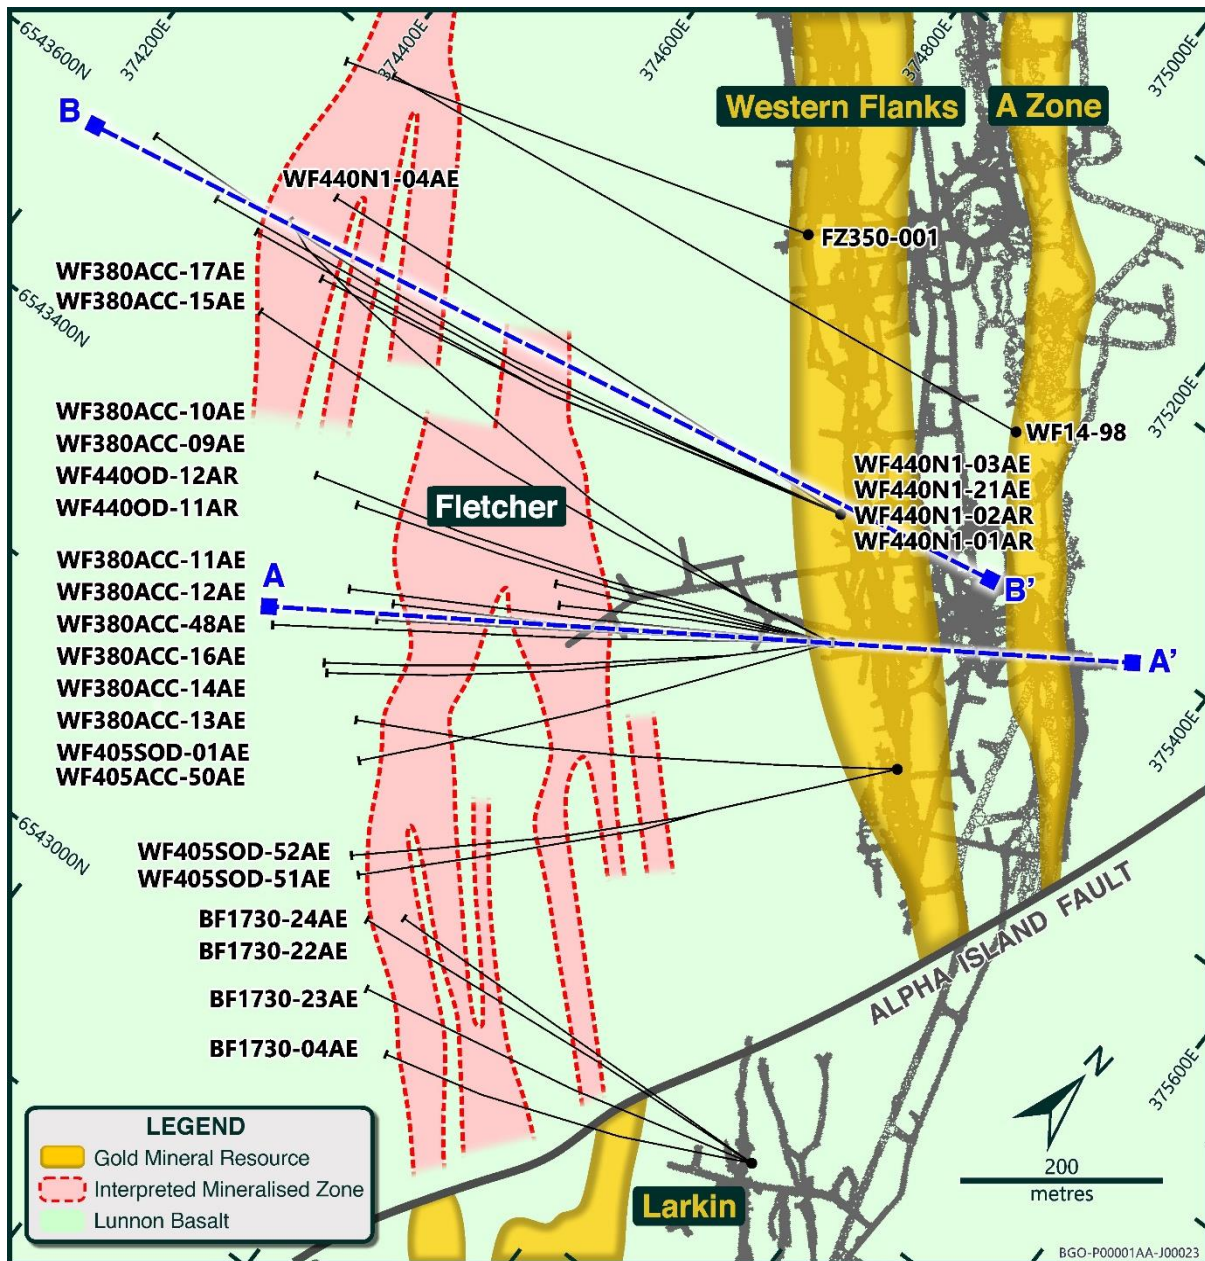 6543600N
374200E
374400E
374600E
374800E
375000E
Western Flanks
A Zone
B
WF440N1-04AE
FZ350-001
WF380ACC-17AE
WF380ACC-15AE
6543400N
375200E
WF380ACC-10AE
WF380ACC-09AE
WF440OD-12AR
WF440OD-11AR
WF14-98
WF440N1-03AE
WF440N1-21AE
WF440N1-02AR
WF440N1-01AR
Fletcher
WF380ACC-11AE
WF380ACC-12AE
WF380ACC-48AE
WF380ACC-16AE
WF380ACC-14AE
WF380ACC-13AE
WF405SOD-01AE
WF405ACC-50AE
A
B'
A'
375400E
6543000N
WF405SOD-52AE
WF405SOD-51AE
BF1730-24AE
BF1730-22AE
BF1730-23AE
BF1730-04AE
ALPHA ISLAND FAULT
375600E
N
200
metres
LEGEND
Gold Mineral Resource
Interpreted Mineralised Zone
Lunnon Basalt
Larkin
BGO-P00001AA-J00023